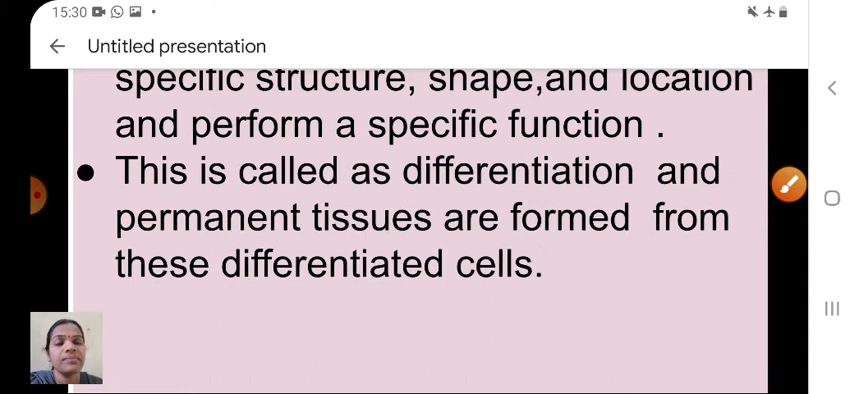 15:30
Untitled presentation
specific structure, shape,and location
and perform a specific function .
This is called as differentiation and
permanent tissues are formed from
these differentiated cells.